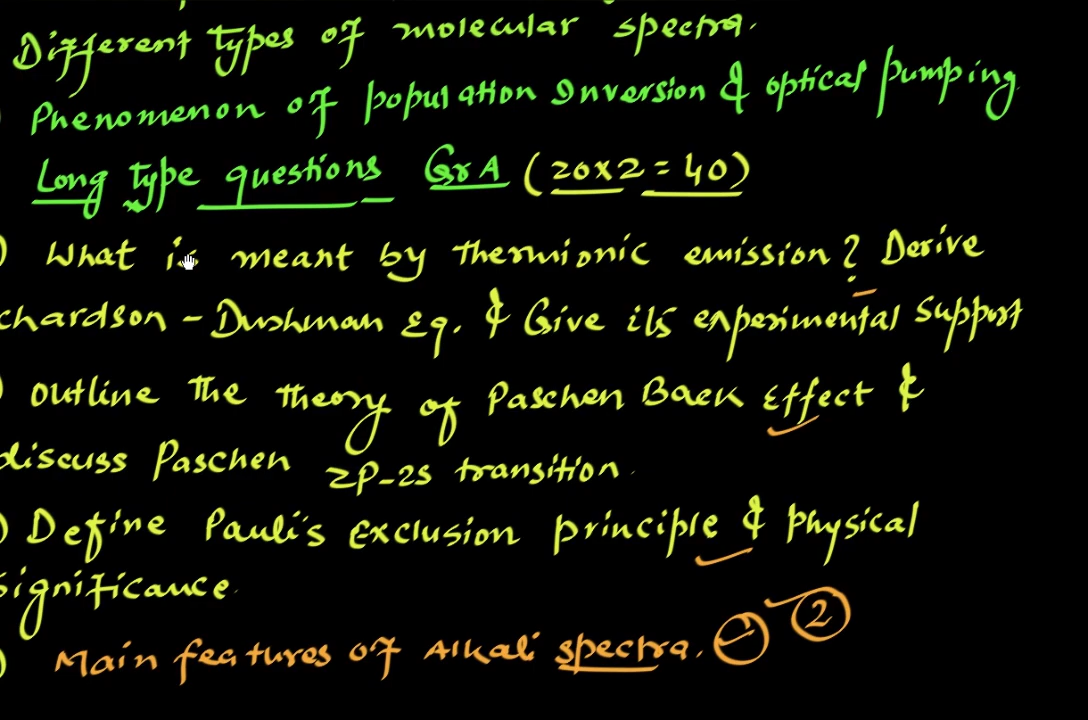 Different types of molecular spectra.
Phenomenon of population Inversion & optical pumping
Long type questions Gr A (20x2=40)
) What is meant by Thermionic emission? Derive
chardson - Dushman Eq. & Give its experimental support
) outline the theory of Paschen Back Effect &
discuss Paschen 2P-2S transition.
) Define Pauli's Exclusion principle & physical
significance.
) Main features of Alkali spectra. 2